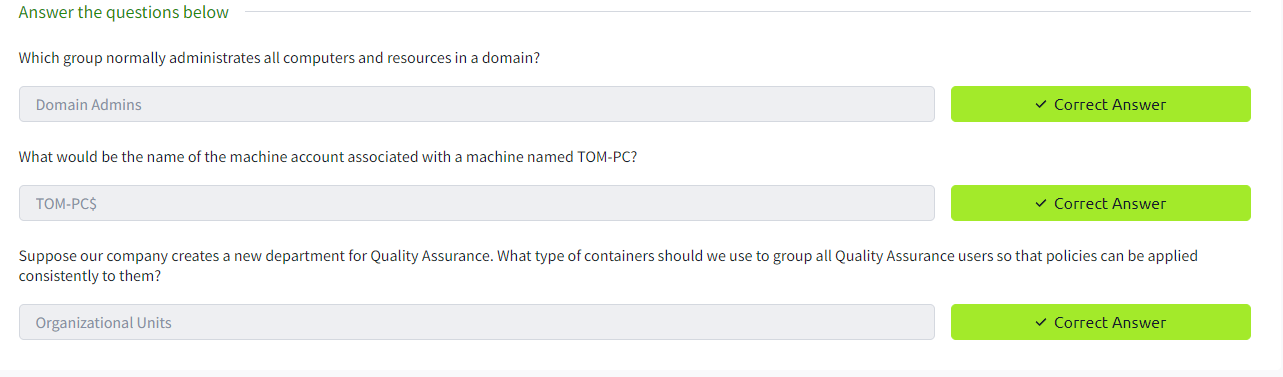 Answer the questions below
Which group normally administrates all computers and resources in a domain?
Domain Admins
✓ Correct Answer
What would be the name of the machine account associated with a machine named TOM-PC?
TOM-PC$
✓ Correct Answer
Suppose our company creates a new department for Quality Assurance. What type of containers should we use to group all Quality Assurance users so that policies can be applied
consistently to them?
Organizational Units
✓ Correct Answer